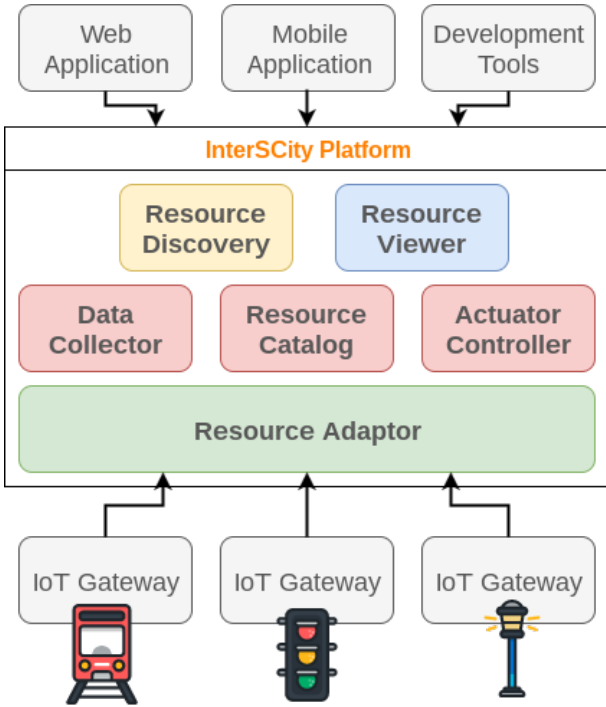 Web
Application
Mobile
Application
Development
Tools
InterSCity Platform
Resource
Discovery
Resource
Viewer
Data
Collector
Resource
Catalog
Actuator
Controller
Resource Adaptor
IoT Gateway
IoT Gateway
IoT Gateway